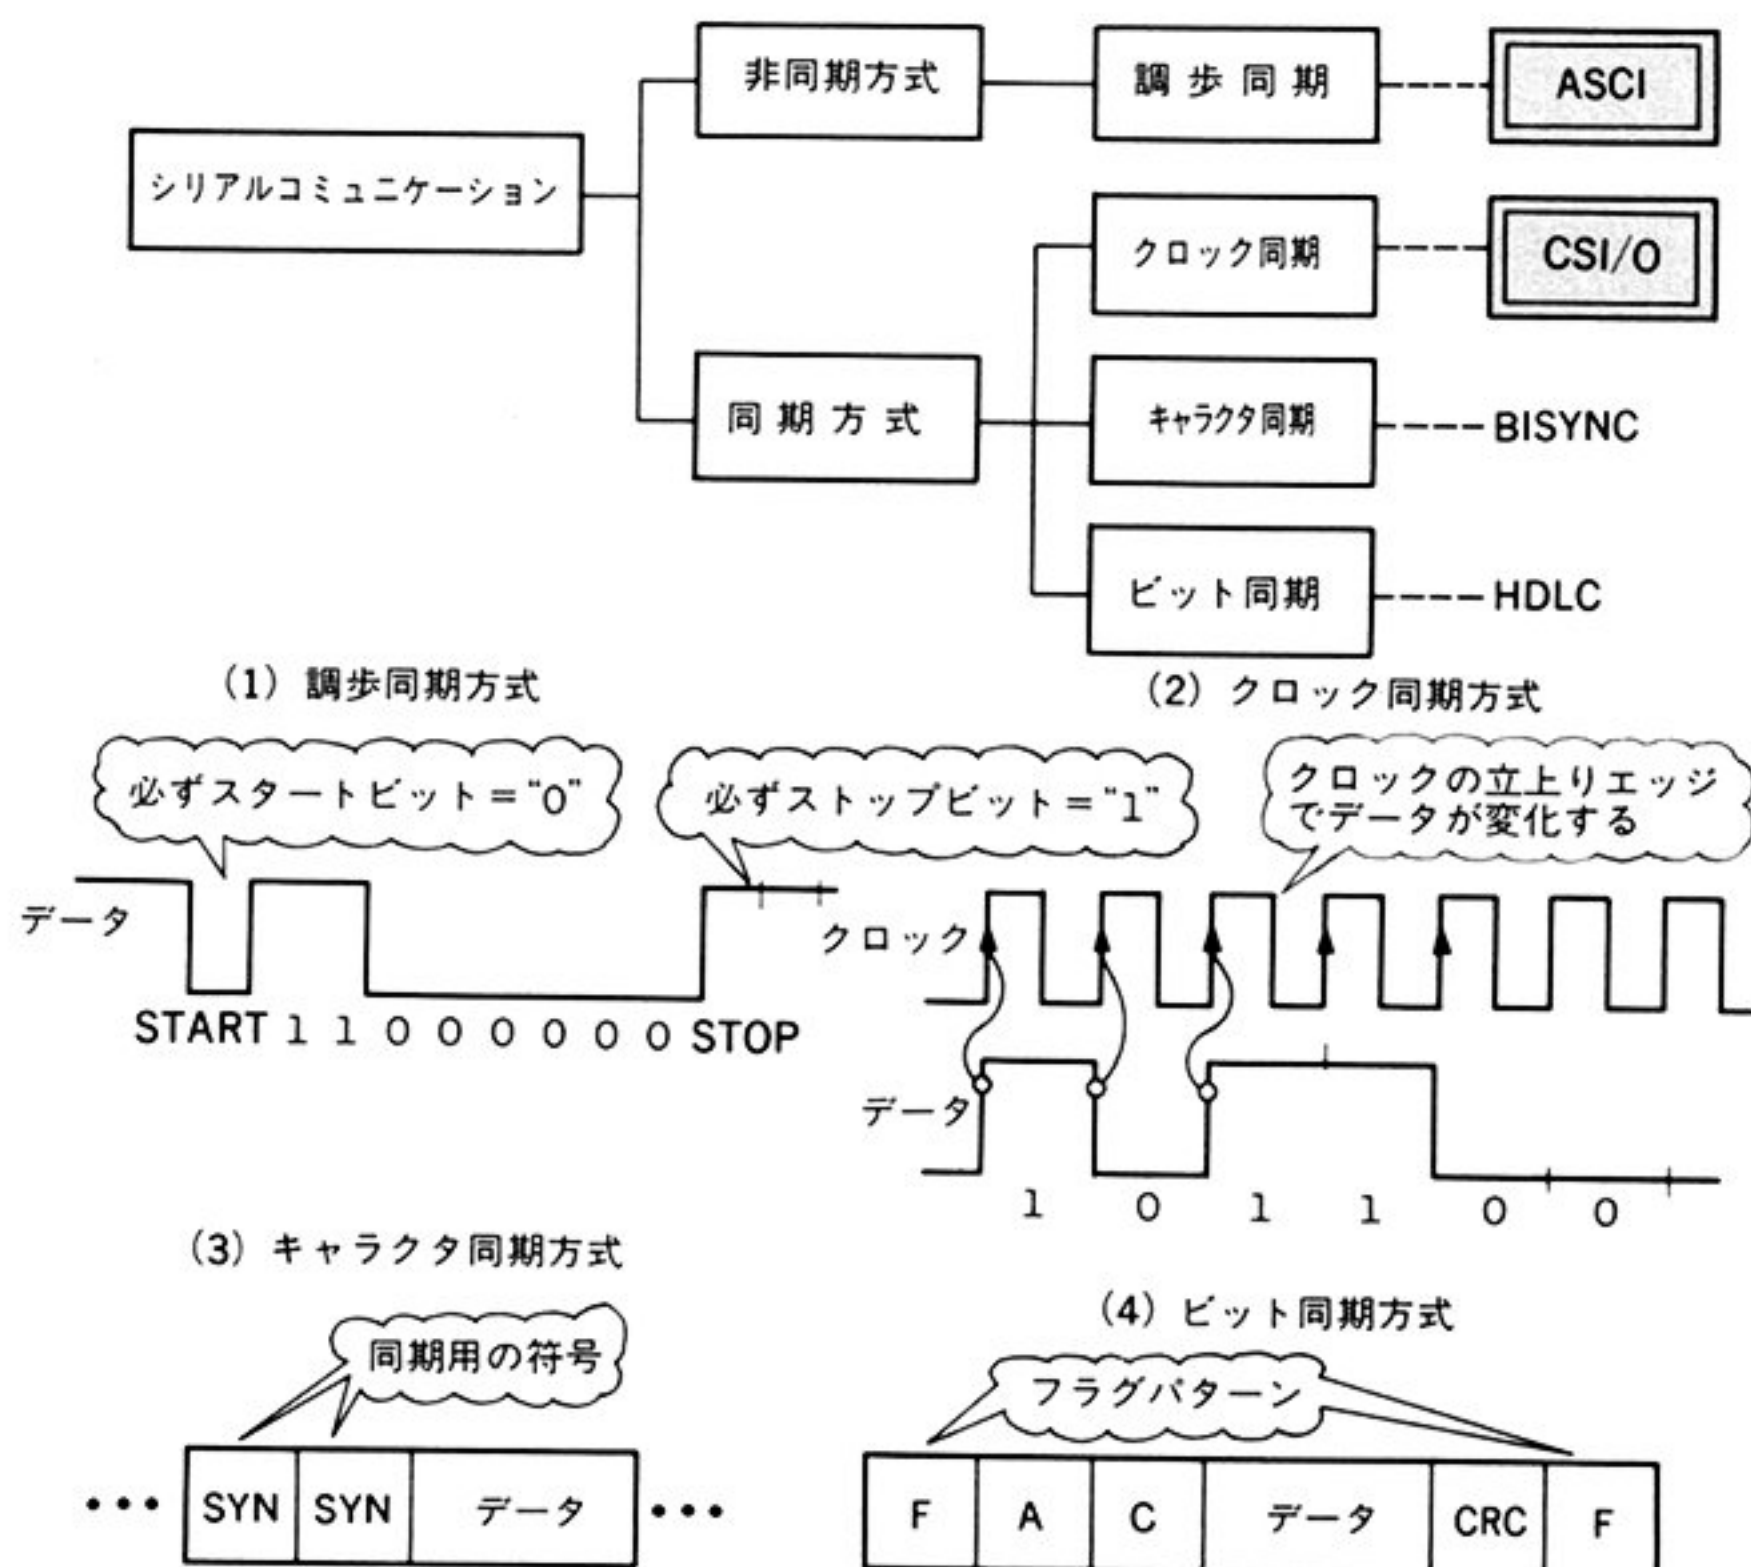 非同期方式
調歩同期
ASCI
シリアルコミュニケーション
クロック同期
CSI/O
同期方式
キャラクタ同期
BISYNC
ビット同期
HDLC
(1) 調歩同期方式
必ずスタートビット＝“0”
必ずストップビット＝“1”
データ
START 1 1 0 0 0 0 0 0 STOP
(2) クロック同期方式
クロックの立上りエッジ
でデータが変化する
クロック
データ
1 0 1 1 0 0
(3) キャラクタ同期方式
同期用の符号
••• SYN SYN データ •••
(4) ビット同期方式
フラグパターン
F A C データ CRC F